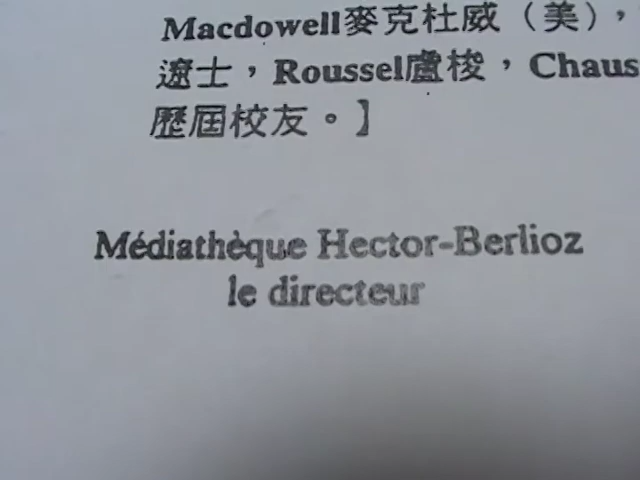 Macdowell麥克杜威（美），
遼士，Roussel盧梭，Chaus
歷屆校友。】
Médiathèque Hector-Berlioz
le directeur